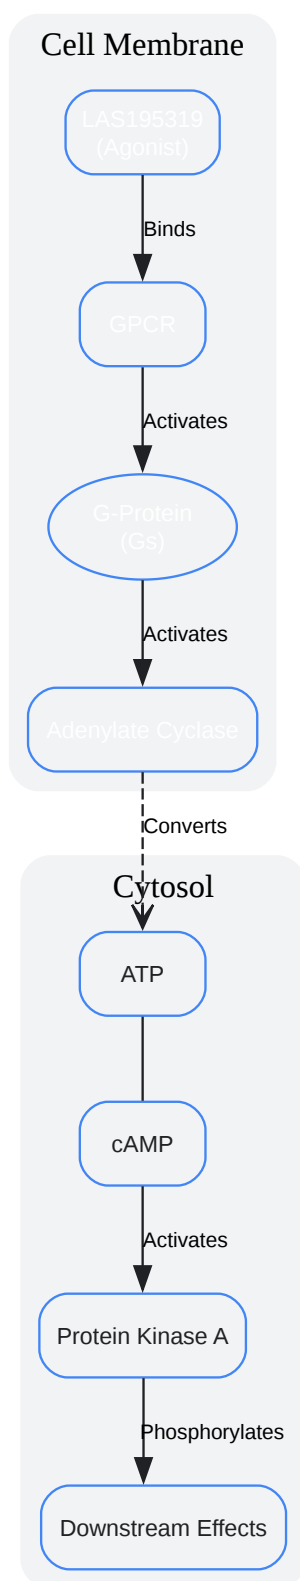 Cell Membrane
LAS195319
(Agonist)
Binds
GPCR
Activates
G-Protein
(Gs)
Activates
Adenylate Cyclase
Converts
Cytosol
ATP
cAMP
Activates
Protein Kinase A
Phosphorylates
Downstream Effects